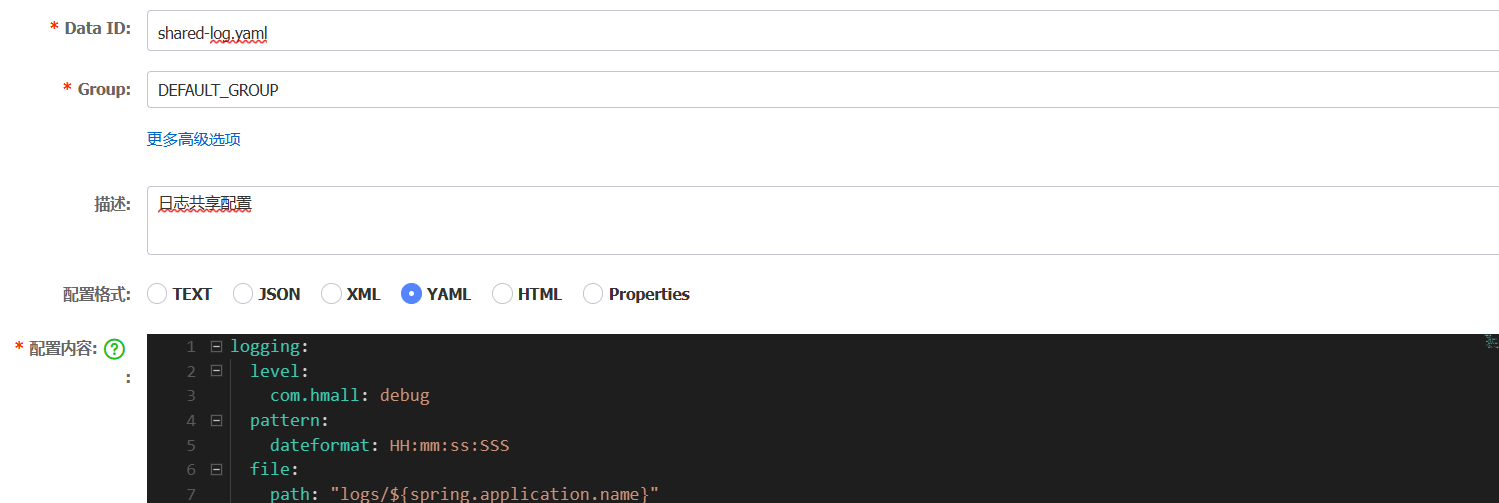 * Data ID: shared-log.yaml
* Group: DEFAULT_GROUP
更多高级选项
描述: 日志共享配置
配置格式: TEXT JSON XML YAML HTML Properties
* 配置内容: ?
:
1 logging:
2 level:
3 com.hmall: debug
4 pattern:
5 dateformat: HH:mm:ss:SSS
6 file:
7 path: "logs/${spring.application.name}"